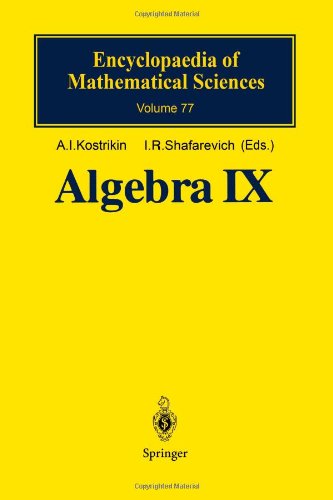 Encyclopaedia of
Mathematical Sciences
Volume 77
A.I.Kostrikin I.R.Shafarevich (Eds.)
Algebra IX
Springer